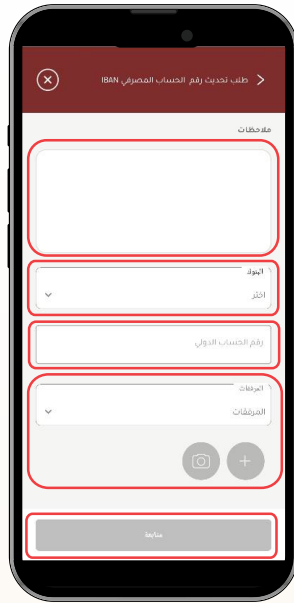 طلب تحديث رقم الحساب المصرفي IBAN
ملاحظات
البنوك
اختر
رقم الحساب الدولي
المرفقات
المرفقات
متابعة